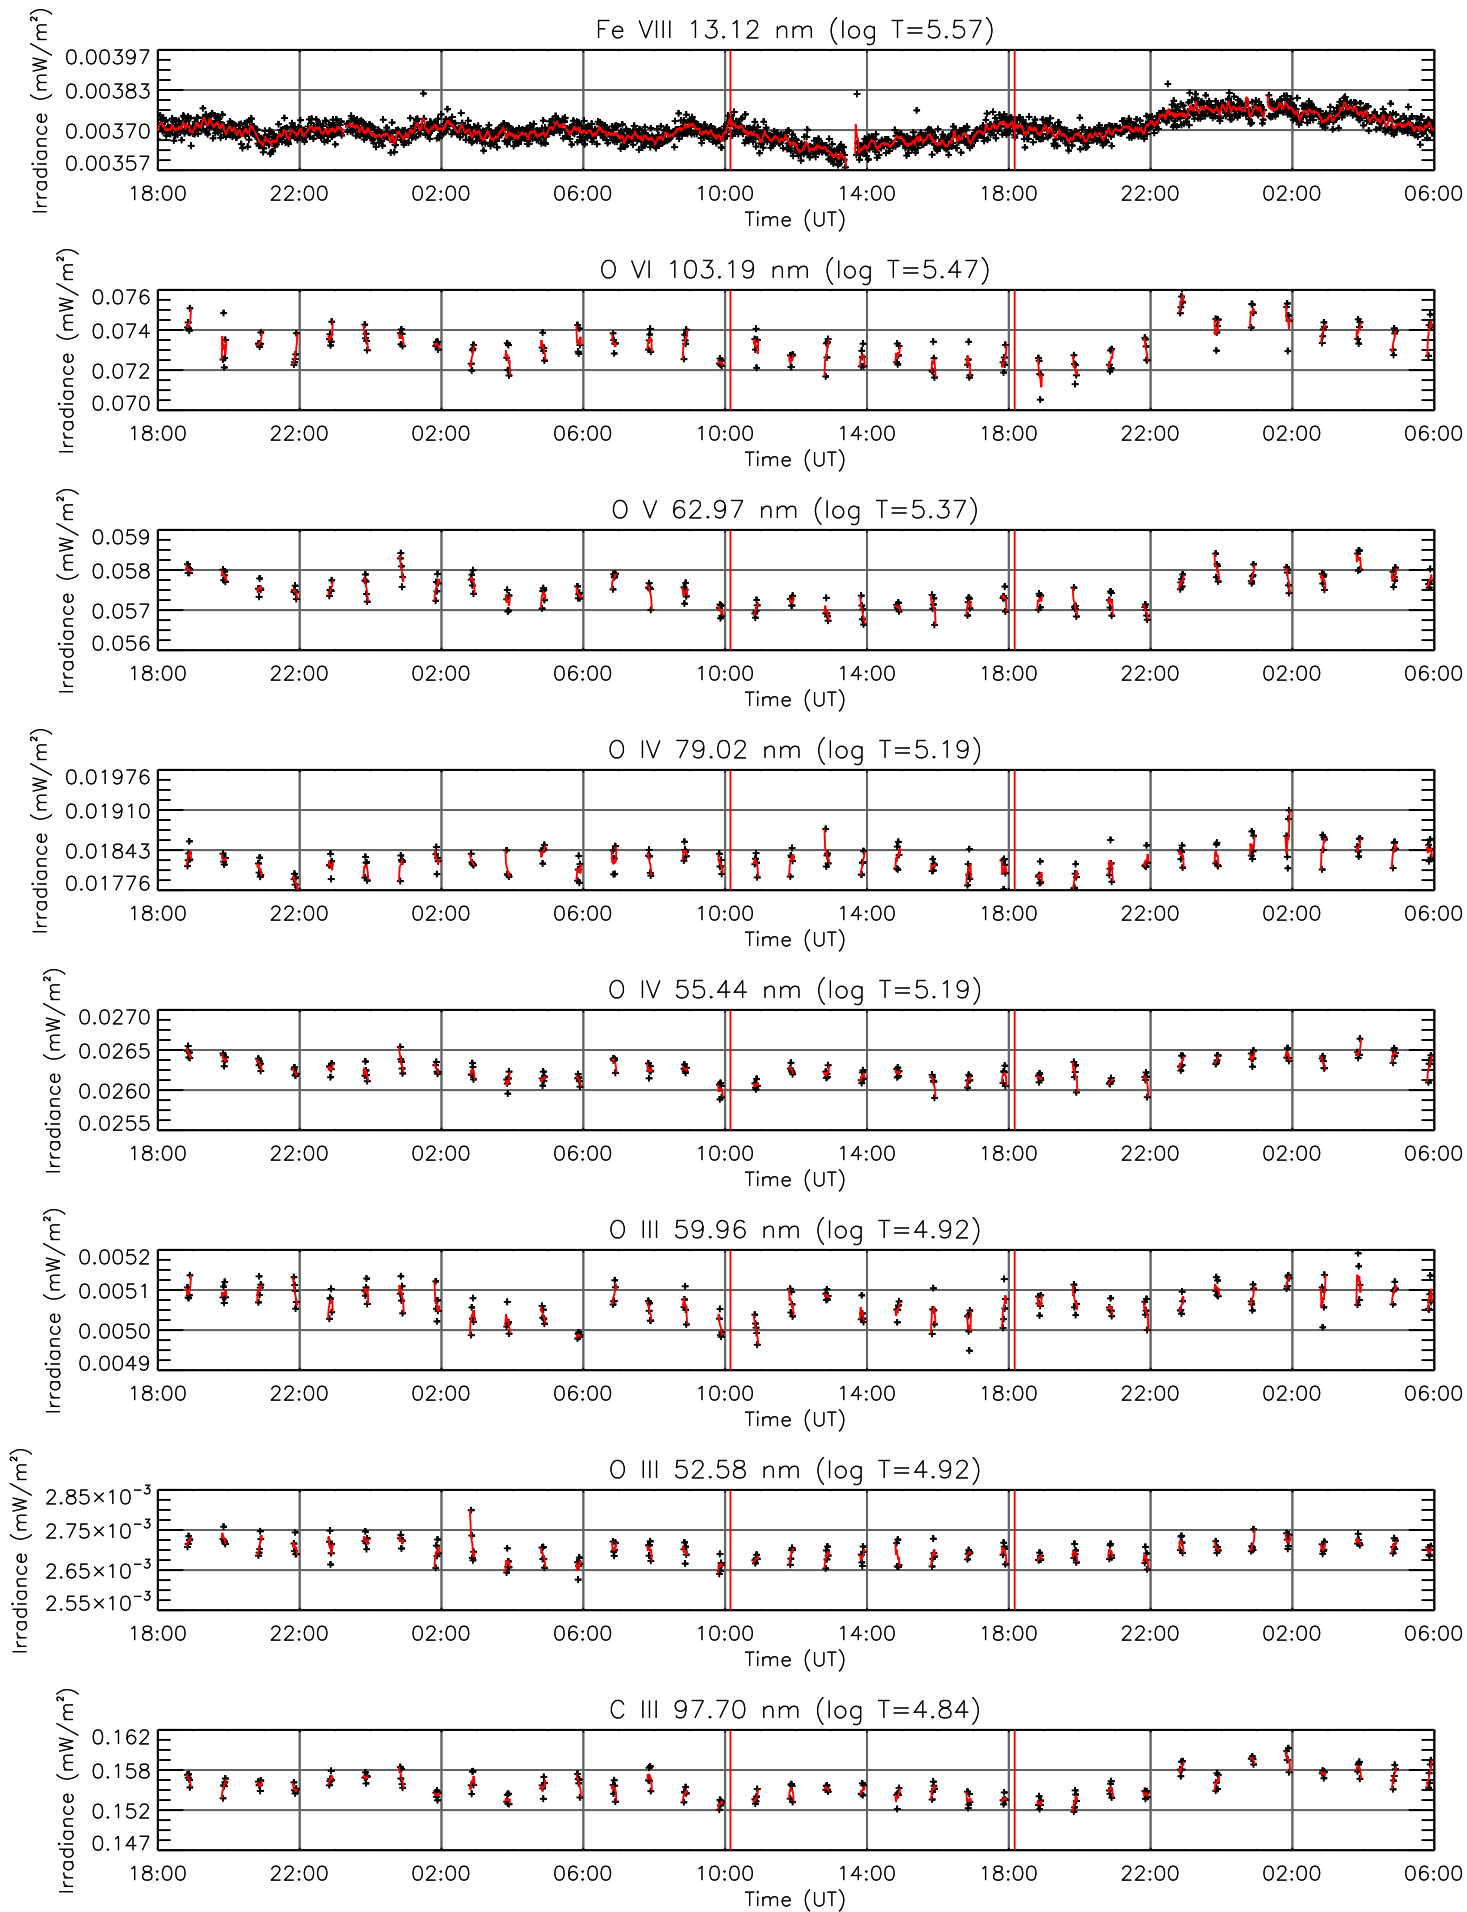 Fe VIII 13.12 nm (log T=5.57)
Irradiance (mW/m²)
0.00397
0.00383
0.00370
0.00357
18:00 22:00 02:00 06:00 10:00 14:00 18:00 22:00 02:00 06:00
Time (UT)
O VI 103.19 nm (log T=5.47)
Irradiance (mW/m²)
0.076
0.074
0.072
0.070
18:00 22:00 02:00 06:00 10:00 14:00 18:00 22:00 02:00 06:00
Time (UT)
O V 62.97 nm (log T=5.37)
Irradiance (mW/m²)
0.059
0.058
0.057
0.056
18:00 22:00 02:00 06:00 10:00 14:00 18:00 22:00 02:00 06:00
Time (UT)
O IV 79.02 nm (log T=5.19)
Irradiance (mW/m²)
0.01976
0.01910
0.01843
0.01776
18:00 22:00 02:00 06:00 10:00 14:00 18:00 22:00 02:00 06:00
Time (UT)
O IV 55.44 nm (log T=5.19)
Irradiance (mW/m²)
0.0270
0.0265
0.0260
0.0255
18:00 22:00 02:00 06:00 10:00 14:00 18:00 22:00 02:00 06:00
Time (UT)
O III 59.96 nm (log T=4.92)
Irradiance (mW/m²)
0.0052
0.0051
0.0050
0.0049
18:00 22:00 02:00 06:00 10:00 14:00 18:00 22:00 02:00 06:00
Time (UT)
O III 52.58 nm (log T=4.92)
Irradiance (mW/m²)
2.85×10⁻³
2.75×10⁻³
2.65×10⁻³
2.55×10⁻³
18:00 22:00 02:00 06:00 10:00 14:00 18:00 22:00 02:00 06:00
Time (UT)
C III 97.70 nm (log T=4.84)
Irradiance (mW/m²)
0.162
0.158
0.152
0.147
18:00 22:00 02:00 06:00 10:00 14:00 18:00 22:00 02:00 06:00
Time (UT)